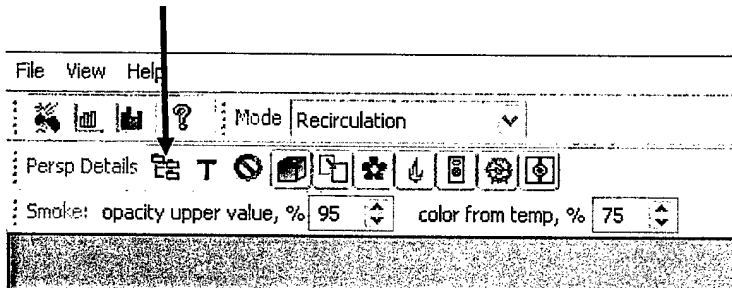 File View Help
? Mode Recirculation
Persp Details T
Smoke: opacity upper value, % 95 color from temp, % 75